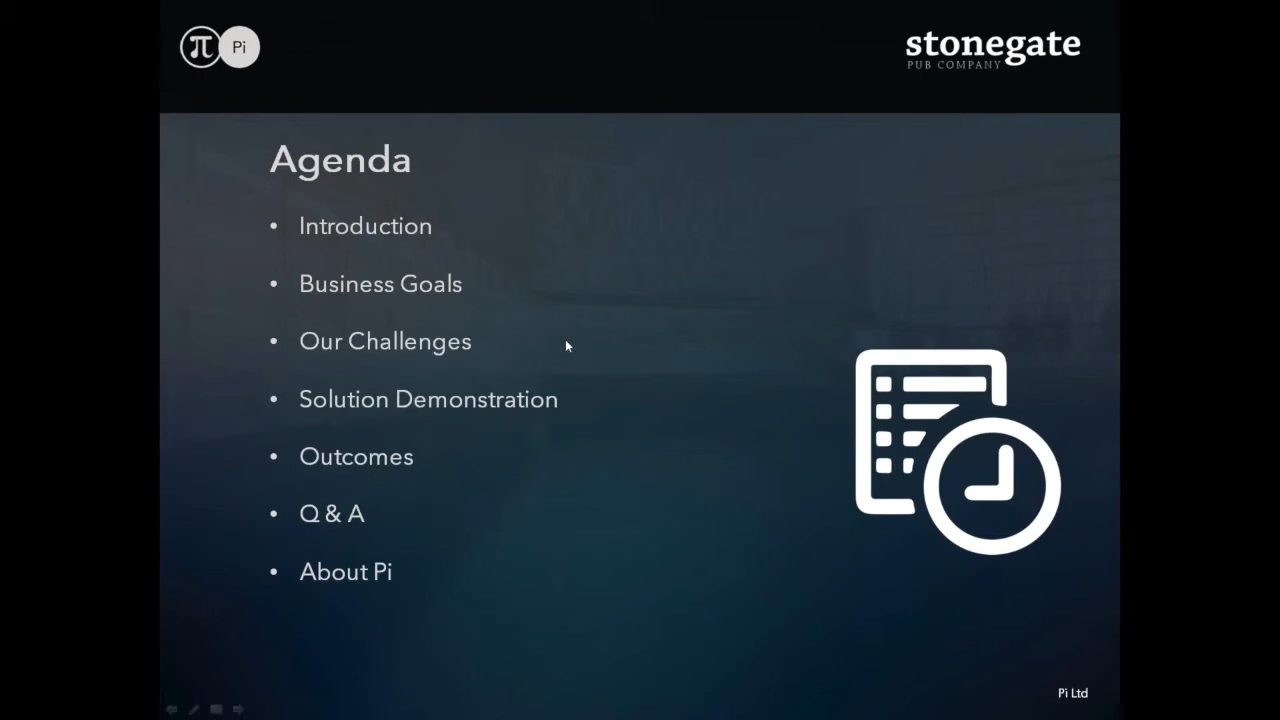 π Pi
stonegate
PUB COMPANY
Agenda
• Introduction
• Business Goals
• Our Challenges
• Solution Demonstration
• Outcomes
• Q & A
• About Pi
Pi Ltd